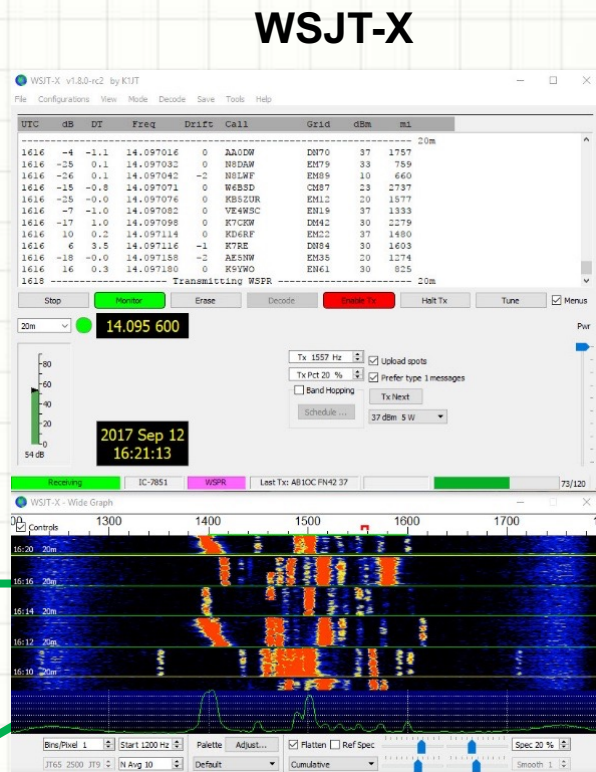 WSJT-X
WSJT-X v1.8.0-rc2 by K1JT
File Configurations View Mode Decode Save Tools Help
UTC dB DT Freq Drift Call Grid dBm mi
---------------------------------------------------------------- 20m
1616 -4 -1.1 14.097016 0 AA0DW DN70 37 1757
1616 -25 0.1 14.097032 0 N8DAW EM79 33 759
1616 -26 0.1 14.097042 -2 N8LWF EM89 10 660
1616 -15 -0.8 14.097071 0 W6BSD CM87 23 2737
1616 -25 -0.0 14.097076 0 KB5ZUR EM12 20 1577
1616 -7 -1.0 14.097082 0 VE4WSC EN19 37 1333
1616 -17 1.0 14.097098 0 K7CKW DM42 30 2279
1616 10 0.2 14.097114 0 KD6RF EM22 37 1480
1616 6 3.5 14.097116 -1 K7RE DN84 30 1603
1616 -18 -0.0 14.097158 -2 AE5NW EM35 20 1274
1616 16 0.3 14.097180 0 K9YWO EN61 30 825
1618 ---------------- Transmitting WSPR ---------------- 20m
Stop Monitor Erase Decode Enable Tx Halt Tx Tune Menus
20m 14.095 600 Pwr
Tx 1557 Hz Upload spots
Tx Pct 20 % Prefer type 1 messages
Band Hopping Tx Next
Schedule ... 37 dBm 5 W
80
60
40
20
0
54 dB
2017 Sep 12
16:21:13
Receiving IC-7851 WSPR Last Tx: AB1OC FN42 37 73/120
WSJT-X - Wide Graph
Controls 1300 1400 1500 1600 1700
16:20 20m
16:16 20m
16:14 20m
16:12 20m
16:10 20m
Bins/Pixel 1 Start 1200 Hz Palette Adjust... Flatten Ref Spec Spec 20 %
JT65 2500 JT9 N Avg 10 Default Cumulative Smooth 1